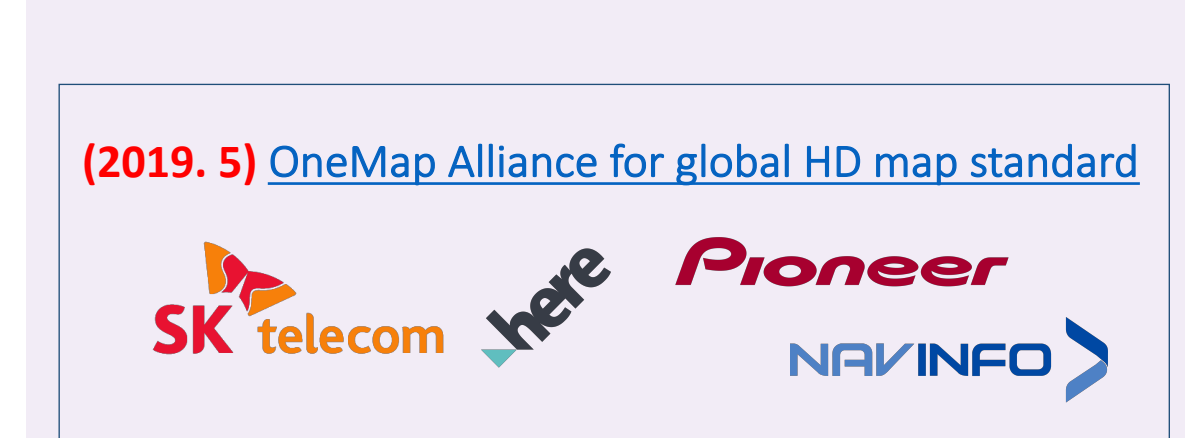 (2019. 5) OneMap Alliance for global HD map standard
SK telecom
here
Pioneer
NAVINFO